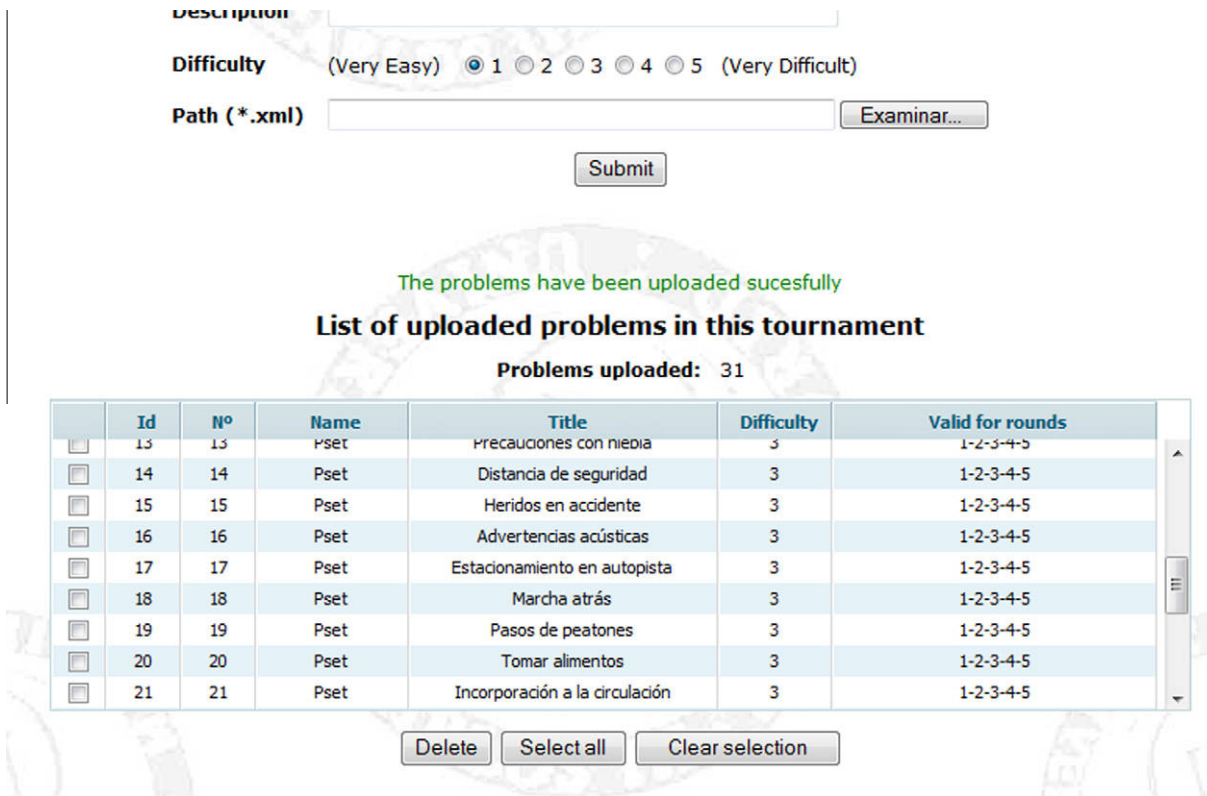 Description
Difficulty (Very Easy) 1 2 3 4 5 (Very Difficult)
Path (*.xml) Examinar...
Submit
The problems have been uploaded sucesfully
List of uploaded problems in this tournament
Problems uploaded: 31
Id Nº Name Title Difficulty Valid for rounds
13 13 Pset Precauciones con niebla 3 1-2-3-4-5
14 14 Pset Distancia de seguridad 3 1-2-3-4-5
15 15 Pset Heridos en accidente 3 1-2-3-4-5
16 16 Pset Advertencias acústicas 3 1-2-3-4-5
17 17 Pset Estacionamiento en autopista 3 1-2-3-4-5
18 18 Pset Marcha atrás 3 1-2-3-4-5
19 19 Pset Pasos de peatones 3 1-2-3-4-5
20 20 Pset Tomar alimentos 3 1-2-3-4-5
21 21 Pset Incorporación a la circulación 3 1-2-3-4-5
Delete Select all Clear selection